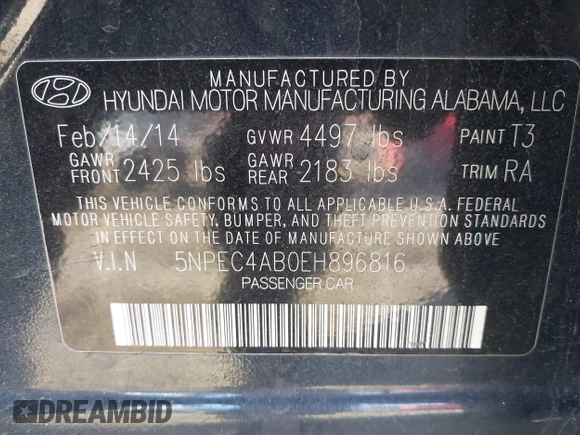 MANUFACTURED BY
HYUNDAI MOTOR MANUFACTURING ALABAMA, LLC
Feb/14/14 GVWR 4497 lbs PAINT T3
GAWR FRONT 2425 lbs GAWR REAR 2183 lbs TRIM RA
THIS VEHICLE CONFORMS TO ALL APPLICABLE U.S.A. FEDERAL
MOTOR VEHICLE SAFETY, BUMPER, AND THEFT PREVENTION STANDARDS
IN EFFECT ON THE DATE OF MANUFACTURE SHOWN ABOVE
V.I.N 5NPEC4AB0EH896816
PASSENGER CAR
DREAMBID